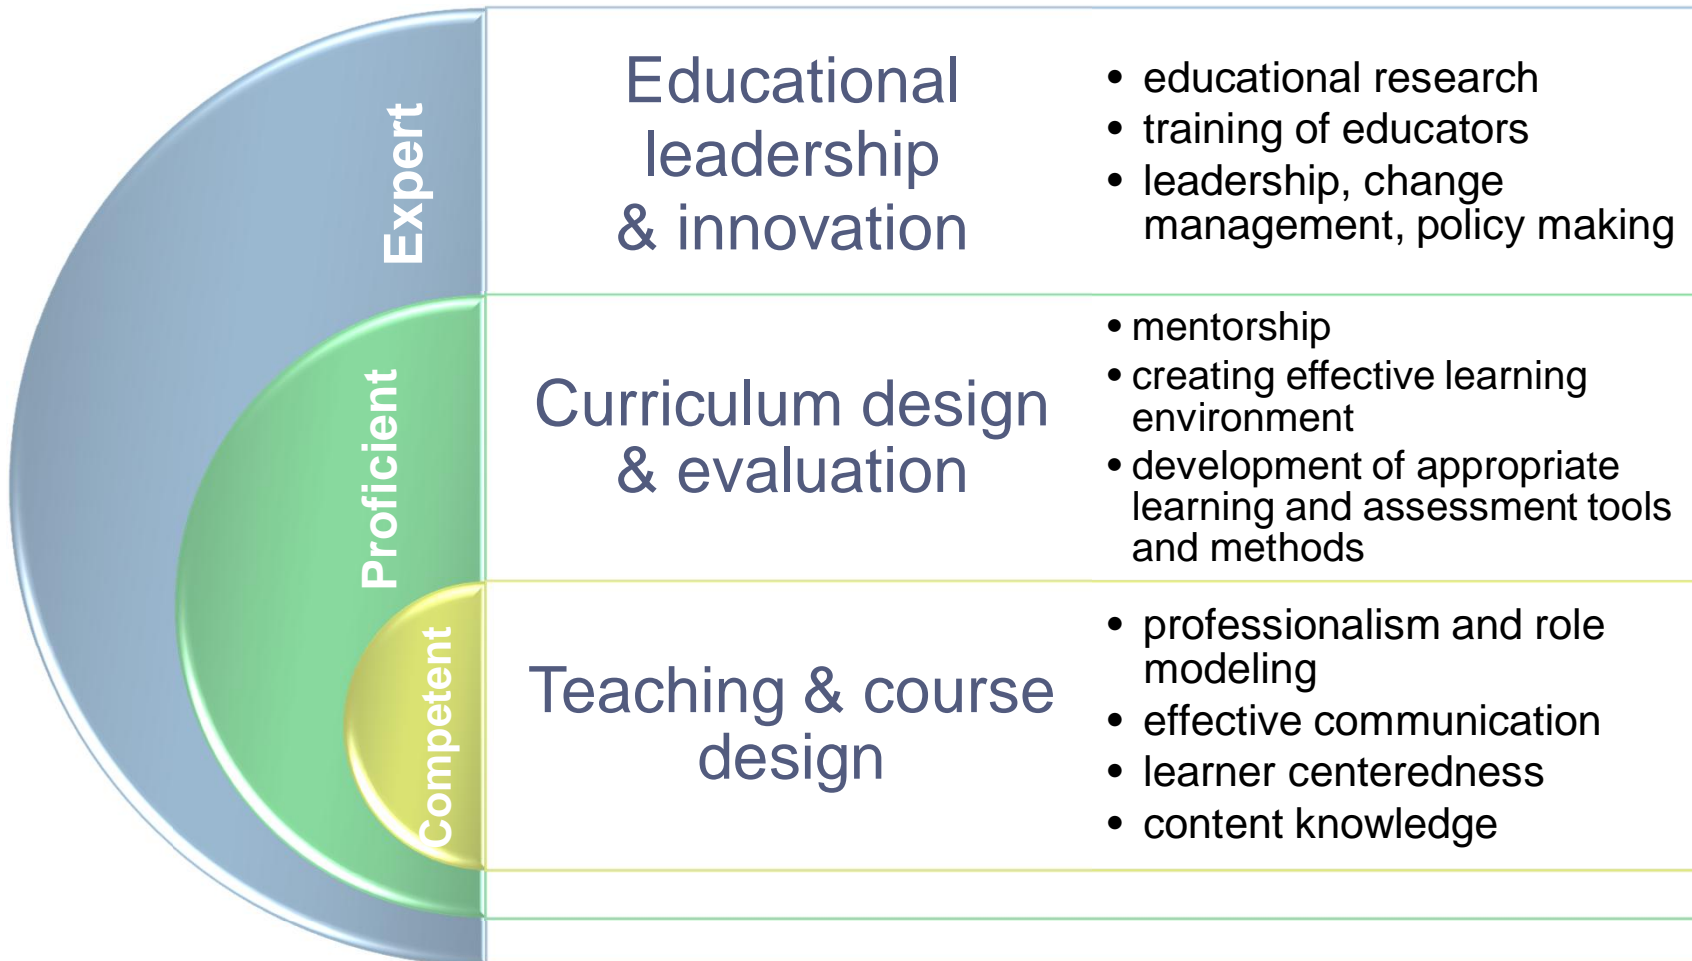 Expert
Educational
leadership
& innovation
• educational research
• training of educators
• leadership, change
management, policy making
Proficient
Curriculum design
& evaluation
• mentorship
• creating effective learning
environment
• development of appropriate
learning and assessment tools
and methods
Competent
Teaching & course
design
• professionalism and role
modeling
• effective communication
• learner centeredness
• content knowledge